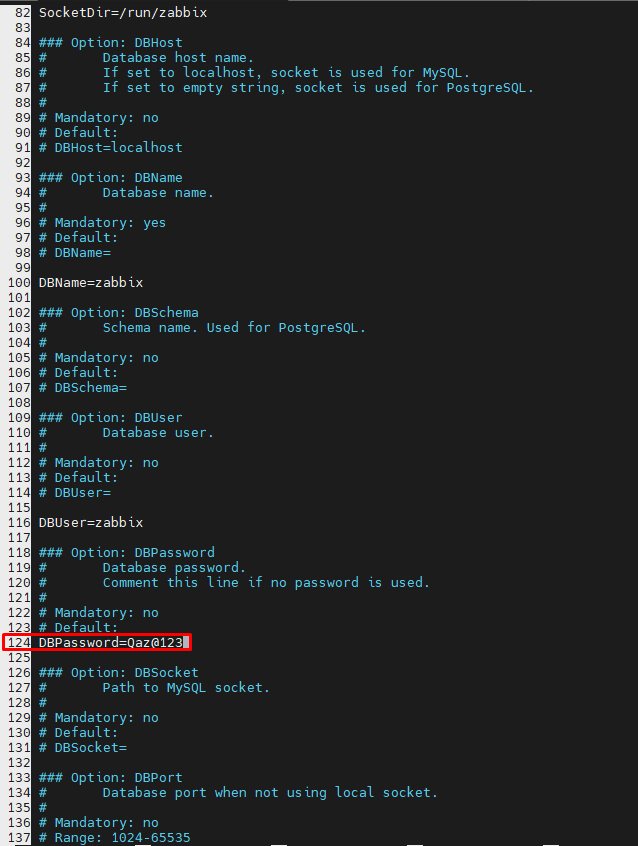 82 SocketDir=/run/zabbix
83
84 ### Option: DBHost
85 #       Database host name.
86 #       If set to localhost, socket is used for MySQL.
87 #       If set to empty string, socket is used for PostgreSQL.
88 #
89 # Mandatory: no
90 # Default:
91 # DBHost=localhost
92
93 ### Option: DBName
94 #       Database name.
95 #
96 # Mandatory: yes
97 # Default:
98 # DBName=
99
100 DBName=zabbix
101
102 ### Option: DBSchema
103 #       Schema name. Used for PostgreSQL.
104 #
105 # Mandatory: no
106 # Default:
107 # DBSchema=
108
109 ### Option: DBUser
110 #       Database user.
111 #
112 # Mandatory: no
113 # Default:
114 # DBUser=
115
116 DBUser=zabbix
117
118 ### Option: DBPassword
119 #       Database password.
120 #       Comment this line if no password is used.
121 #
122 # Mandatory: no
123 # Default:
124 DBPassword=Qaz@123
125
126 ### Option: DBSocket
127 #       Path to MySQL socket.
128 #
129 # Mandatory: no
130 # Default:
131 # DBSocket=
132
133 ### Option: DBPort
134 #       Database port when not using local socket.
135 #
136 # Mandatory: no
137 # Range: 1024-65535